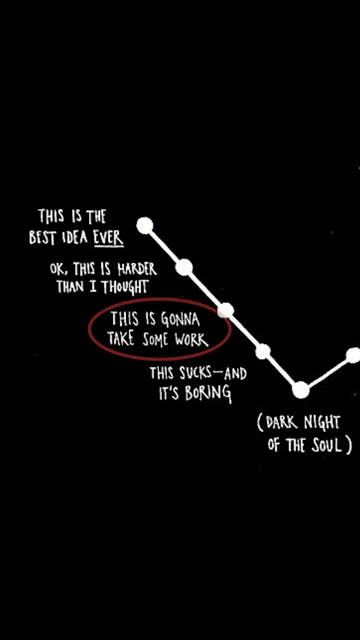 THIS IS THE
BEST IDEA EVER
OK, THIS IS HARDER
THAN I THOUGHT
THIS IS GONNA
TAKE SOME WORK
THIS SUCKS—AND
IT'S BORING
(DARK NIGHT
OF THE SOUL)